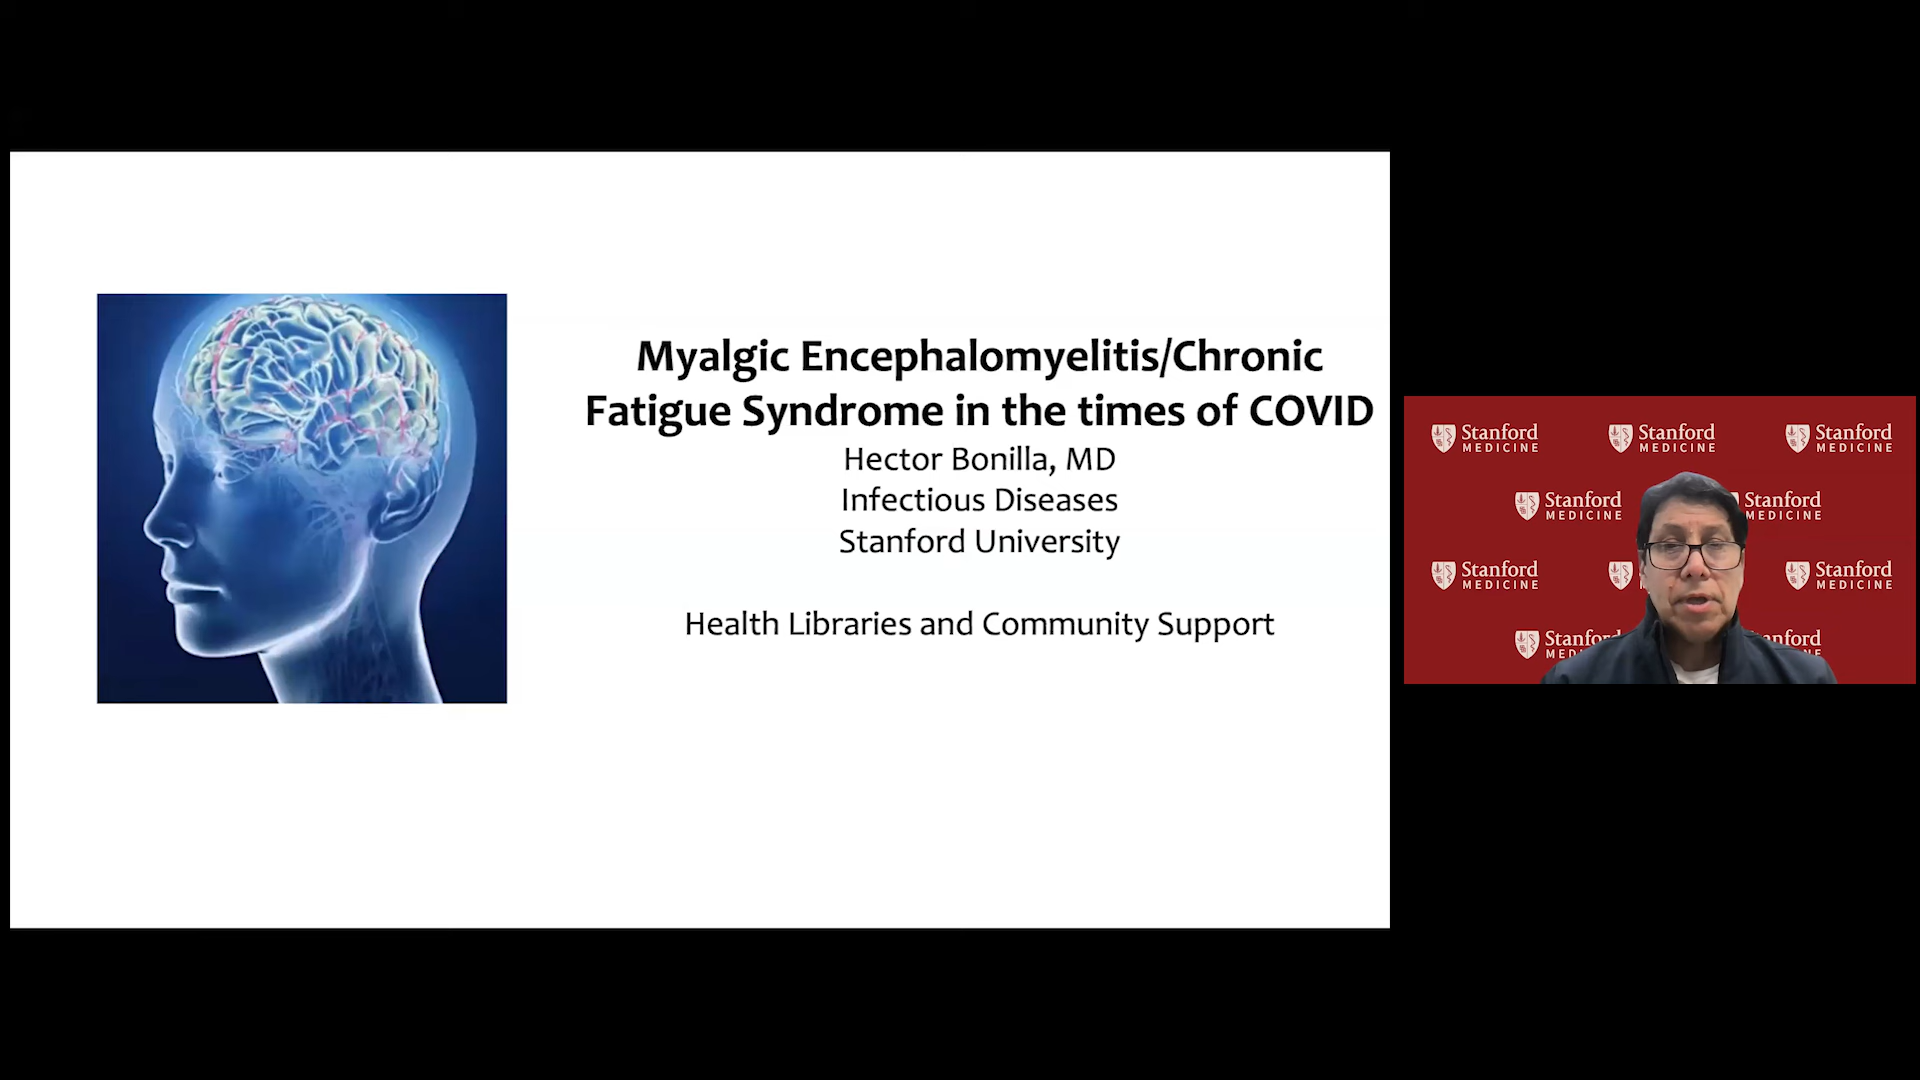 Myalgic Encephalomyelitis/Chronic
Fatigue Syndrome in the times of COVID
Hector Bonilla, MD
Infectious Diseases
Stanford University
Health Libraries and Community Support
Stanford
MEDICINE
Stanford
MEDICINE
Stanford
MEDICINE
Stanford
MEDICINE
Stanford
MEDICINE
Stanford
MEDICINE
Stanford
MEDICINE